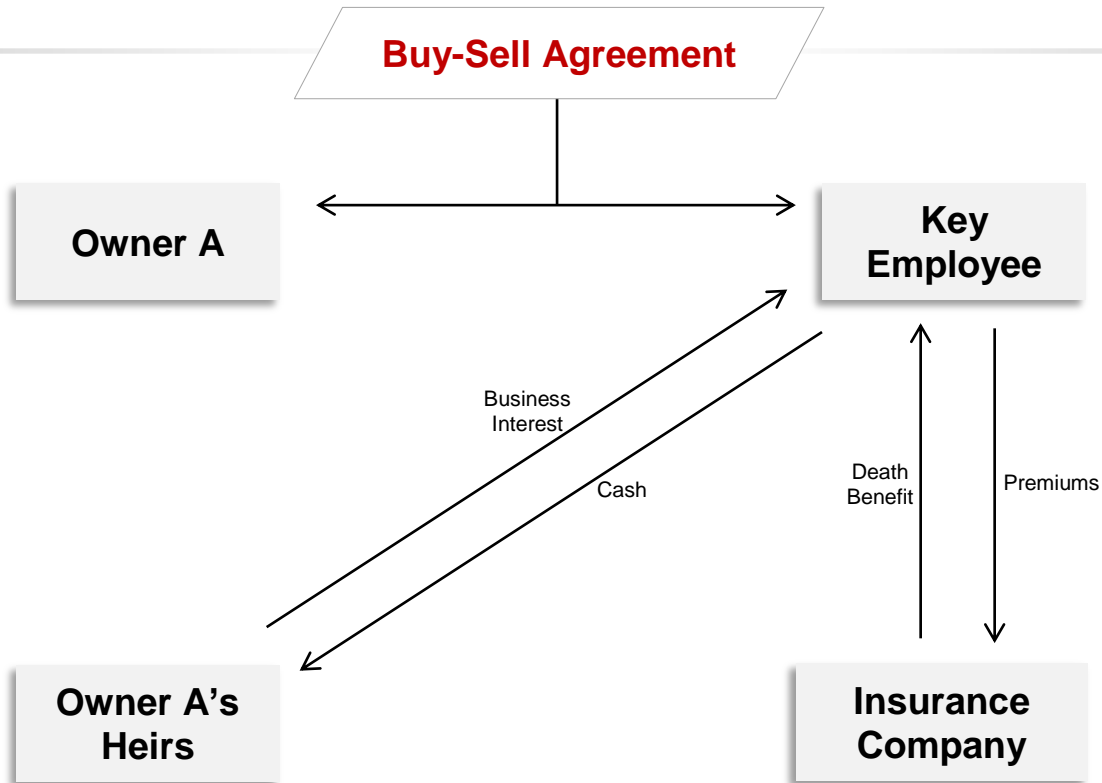 Buy-Sell Agreement
Owner A
Key
Employee
Business
Interest
Cash
Death
Benefit
Premiums
Owner A’s
Heirs
Insurance
Company